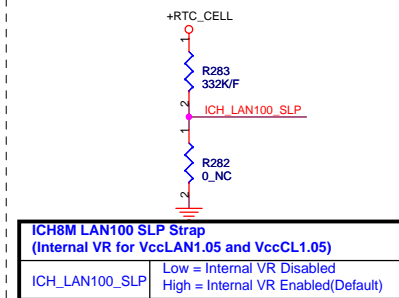 +RTC_CELL
1
R283
332K/F
2
ICH_LAN100_SLP
1
R282
0_NC
2
ICH8M LAN100 SLP Strap
(Internal VR for VccLAN1.05 and VccCL1.05)
ICH_LAN100_SLP
Low = Internal VR Disabled
High = Internal VR Enabled(Default)